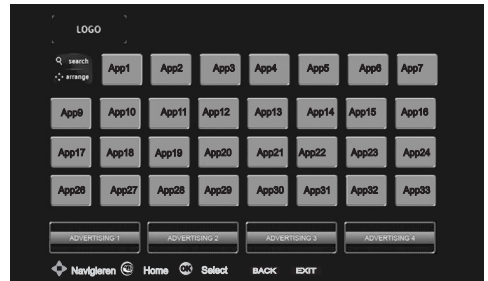 LOGO
search
arrange
App1 App2 App3 App4 App5 App6 App7
App9 App10 App11 App12 App13 App14 App15 App16
App17 App18 App19 App20 App21 App22 App23 App24
App26 App27 App28 App29 App30 App31 App32 App33
ADVERTISING 1 ADVERTISING 2 ADVERTISING 3 ADVERTISING 4
Navigieren Home OK Select BACK EXIT